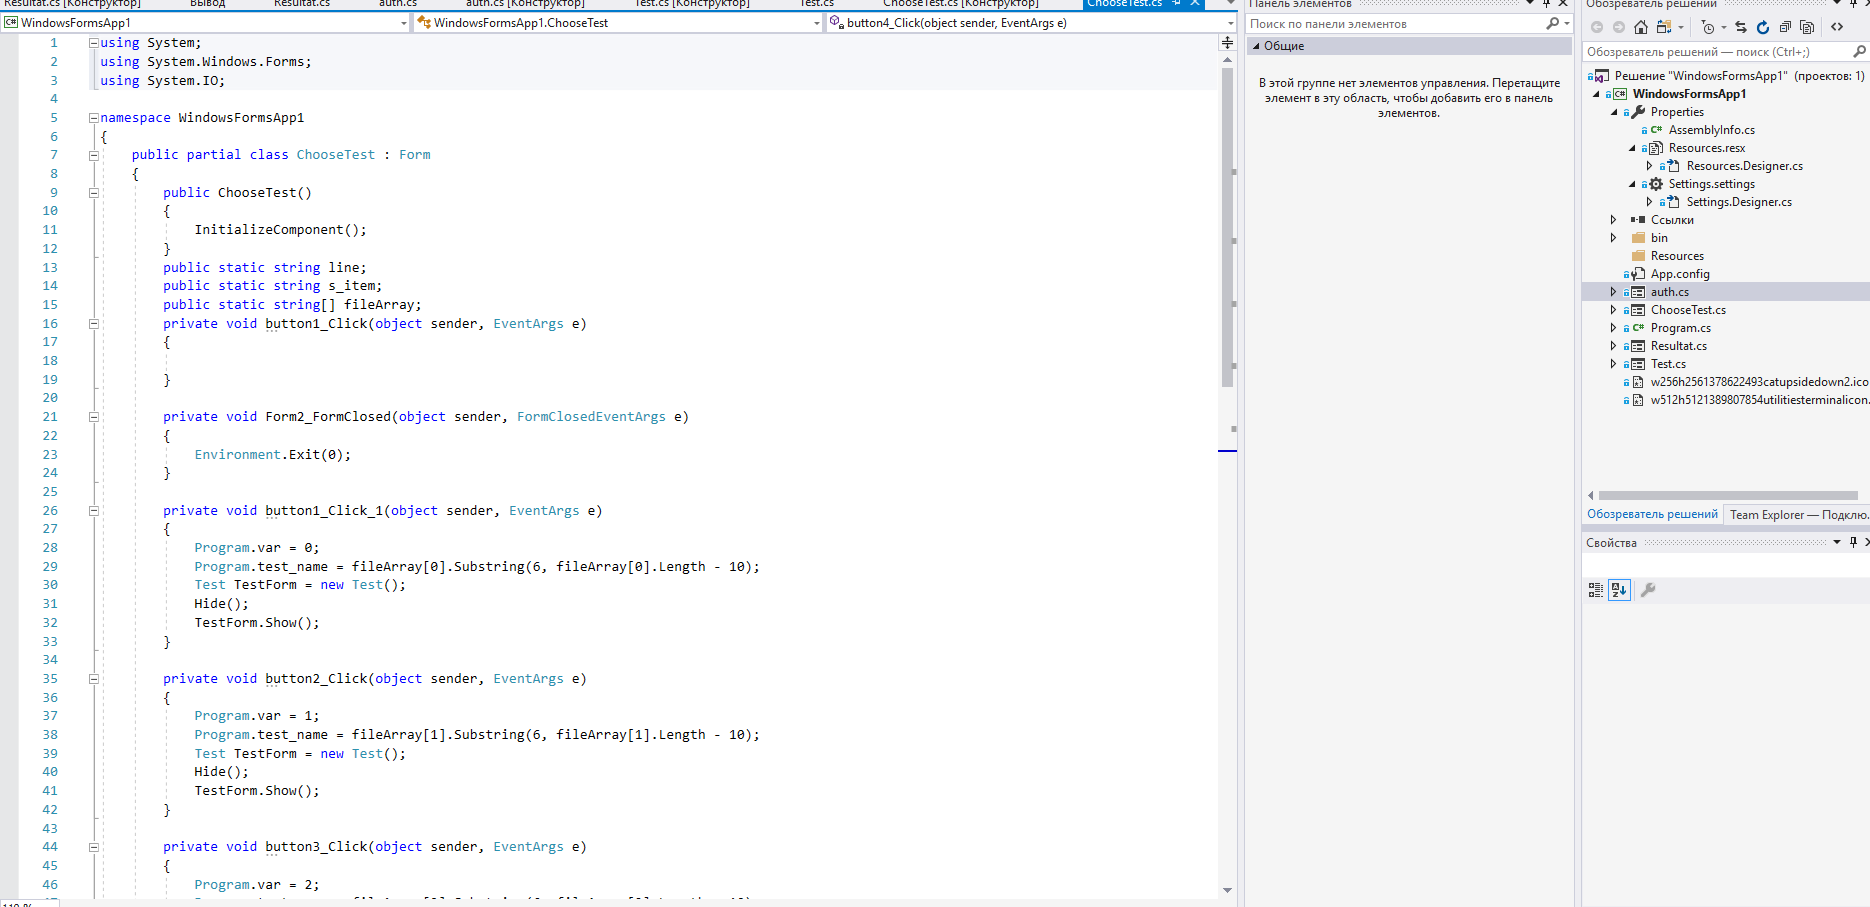 Resultat.cs [Конструктор] Вывод Resultat.cs [Конструктор] auth.cs auth.cs [Конструктор] Test.cs [Конструктор] Test.cs ChooseTest.cs [Конструктор] ChooseTest.cs
WindowsFormsApp1 WindowsFormsApp1.ChooseTest button4_Click(object sender, EventArgs e)
1 using System;
2 using System.Windows.Forms;
3 using System.IO;
4
5 namespace WindowsFormsApp1
6 {
7 public partial class ChooseTest : Form
8 {
9 public ChooseTest()
10 {
11 InitializeComponent();
12 }
13 public static string line;
14 public static string s_item;
15 public static string[] fileArray;
16 private void button1_Click(object sender, EventArgs e)
17 {
18
19 }
20
21 private void Form2_FormClosed(object sender, FormClosedEventArgs e)
22 {
23 Environment.Exit(0);
24 }
25
26 private void button1_Click_1(object sender, EventArgs e)
27 {
28 Program.var = 0;
29 Program.test_name = fileArray[0].Substring(6, fileArray[0].Length - 10);
30 Test TestForm = new Test();
31 Hide();
32 TestForm.Show();
33 }
34
35 private void button2_Click(object sender, EventArgs e)
36 {
37 Program.var = 1;
38 Program.test_name = fileArray[1].Substring(6, fileArray[1].Length - 10);
39 Test TestForm = new Test();
40 Hide();
41 TestForm.Show();
42 }
43
44 private void button3_Click(object sender, EventArgs e)
45 {
46 Program.var = 2;
Панель элементов
Поиск по панели элементов
Общие
В этой группе нет элементов управления. Перетащите
элемент в эту область, чтобы добавить его в панель
элементов.
Обозреватель решений
Обозреватель решений — поиск (Ctrl+;)
Решение "WindowsFormsApp1" (проектов: 1)
C# WindowsFormsApp1
Properties
C# AssemblyInfo.cs
Resources.resx
Resources.Designer.cs
Settings.settings
Settings.Designer.cs
Ссылки
bin
Resources
App.config
auth.cs
ChooseTest.cs
C# Program.cs
Resultat.cs
Test.cs
w256h2561378622493catupsidedown2.ico
w512h5121389807854utilitiesterminalicon.
Обозреватель решений Team Explorer — Подклю.
Свойства